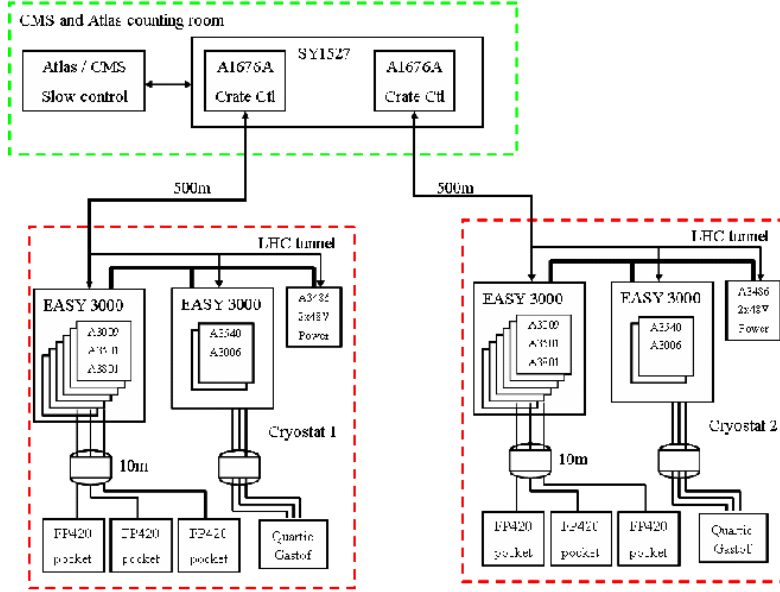 CMS and Atlas counting room
SY1527
Atlas / CMS
Slow control
A1676A
Crate Ctl
A1676A
Crate Ctl
500m
500m
LHC tunnel
EASY 3000
A3009
A3501
A3801
EASY 3000
A3540
A3006
A3486
2x48V
Power
Cryostat 1
10m
FP420
pocket
FP420
pocket
FP420
pocket
Quartic
Gastof
LHC tunnel
EASY 3000
A3009
A3501
A3801
EASY 3000
A3540
A3006
A3486
2x48V
Power
Cryostat 2
10m
FP420
pocket
FP420
pocket
FP420
pocket
Quartic
Gastof